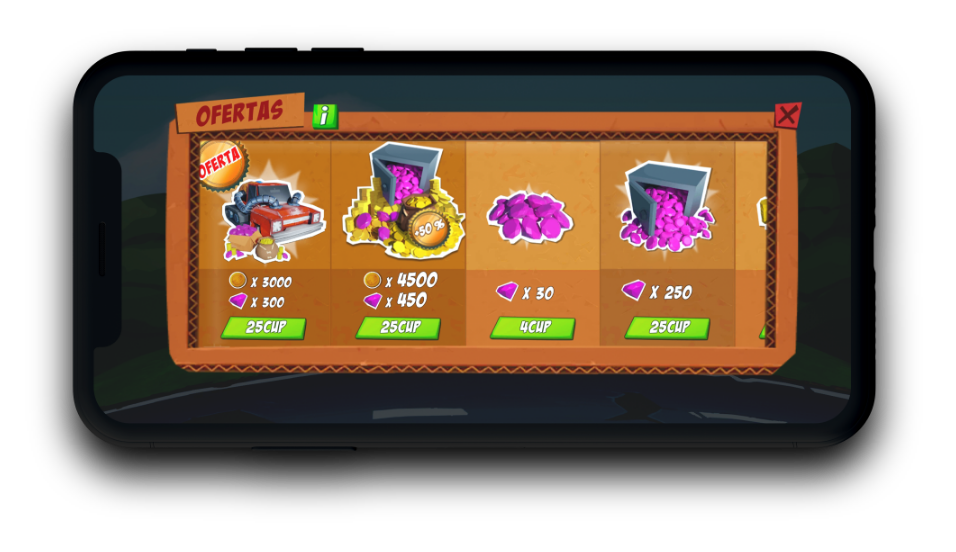 OFERTAS
i
OFERTA
+50%
X 3000
X 300
25CUP
X 4500
X 450
25CUP
X 30
4CUP
X 250
25CUP